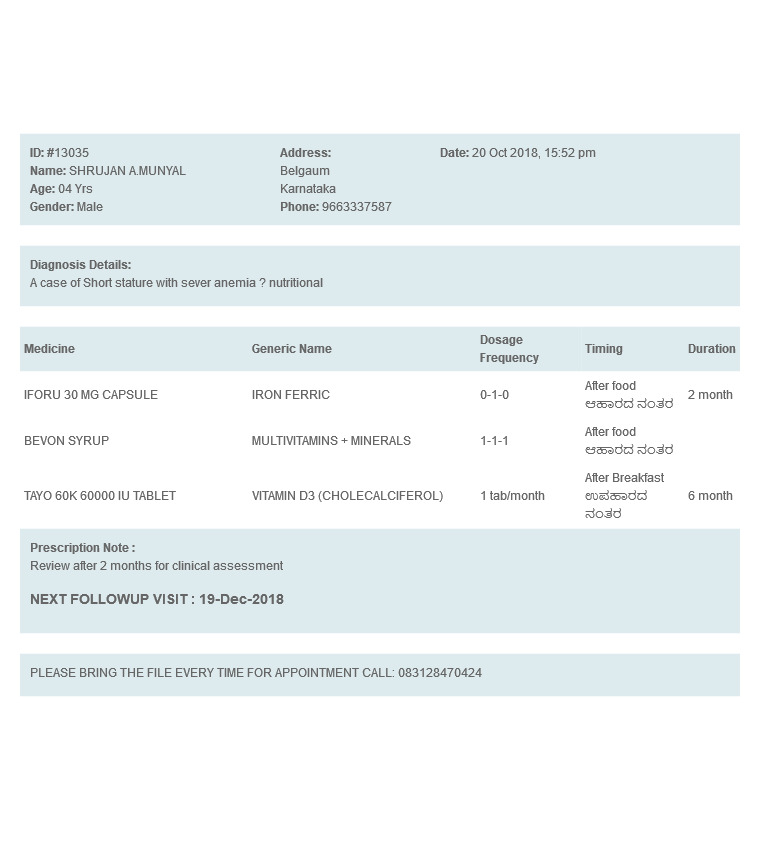 ID: #13035
Name: SHRUJAN A.MUNYAL
Age: 04 Yrs
Gender: Male
Address:
Belgaum
Karnataka
Phone: 9663337587
Date: 20 Oct 2018, 15:52 pm
Diagnosis Details:
A case of Short stature with sever anemia ? nutritional
Medicine Generic Name Dosage Frequency Timing Duration
IFORU 30 MG CAPSULE IRON FERRIC 0-1-0 After food ಆಹಾರದ ನಂತರ 2 month
BEVON SYRUP MULTIVITAMINS + MINERALS 1-1-1 After food ಆಹಾರದ ನಂತರ
TAYO 60K 60000 IU TABLET VITAMIN D3 (CHOLECALCIFEROL) 1 tab/month After Breakfast ಉಪಹಾರದ ನಂತರ 6 month
Prescription Note :
Review after 2 months for clinical assessment
NEXT FOLLOWUP VISIT : 19-Dec-2018
PLEASE BRING THE FILE EVERY TIME FOR APPOINTMENT CALL: 083128470424